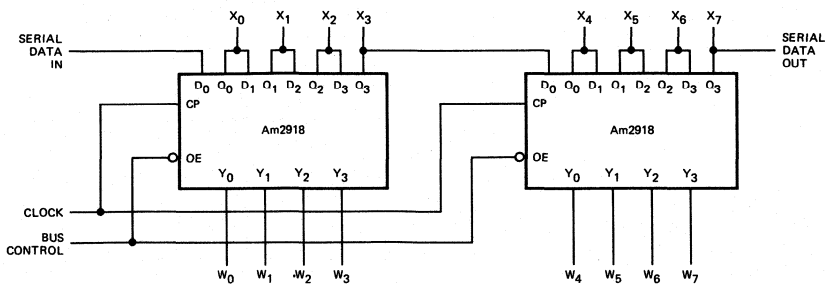 X0 X1 X2 X3 X4 X5 X6 X7
SERIAL
DATA
IN
SERIAL
DATA
OUT
D0 Q0 D1 Q1 D2 Q2 D3 Q3
CP
Am2918
OE
Y0 Y1 Y2 Y3
D0 Q0 D1 Q1 D2 Q2 D3 Q3
CP
Am2918
OE
Y0 Y1 Y2 Y3
CLOCK
BUS
CONTROL
W0 W1 W2 W3 W4 W5 W6 W7